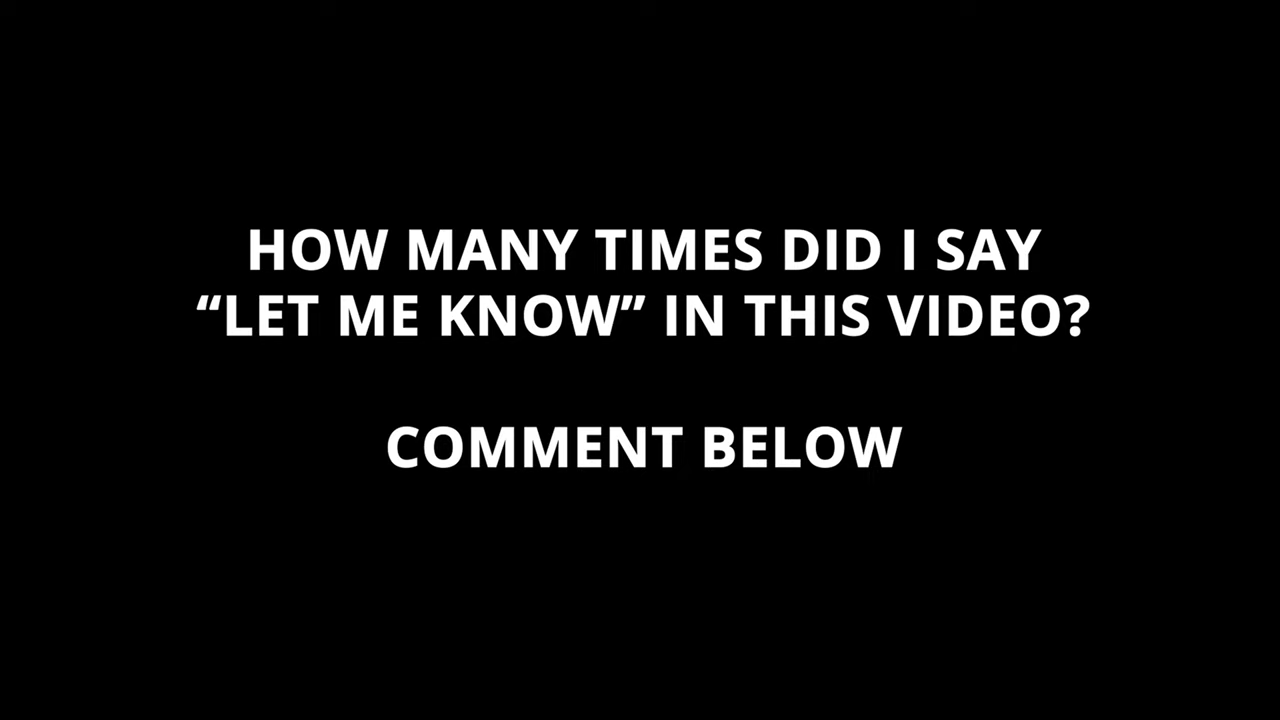 HOW MANY TIMES DID I SAY
“LET ME KNOW” IN THIS VIDEO?
COMMENT BELOW